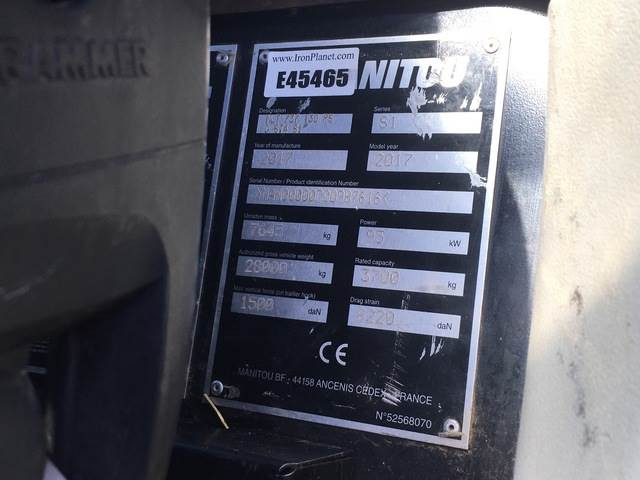 RAMMER
www.IronPlanet.com
E45465
NITOU
Designation
Series
S1
Year of manufacture
Model year
2017
2017
Serial Number / Product identification Number
Unladen mass
Power
kg
95 kW
Authorized gross vehicle weight
Rated capacity
kg
3700 kg
Max vertical force (on trailer hook)
Drag strain
1500 daN
daN
CE
MANITOU BF - 44158 ANCENIS CEDEX - FRANCE
N°52568070